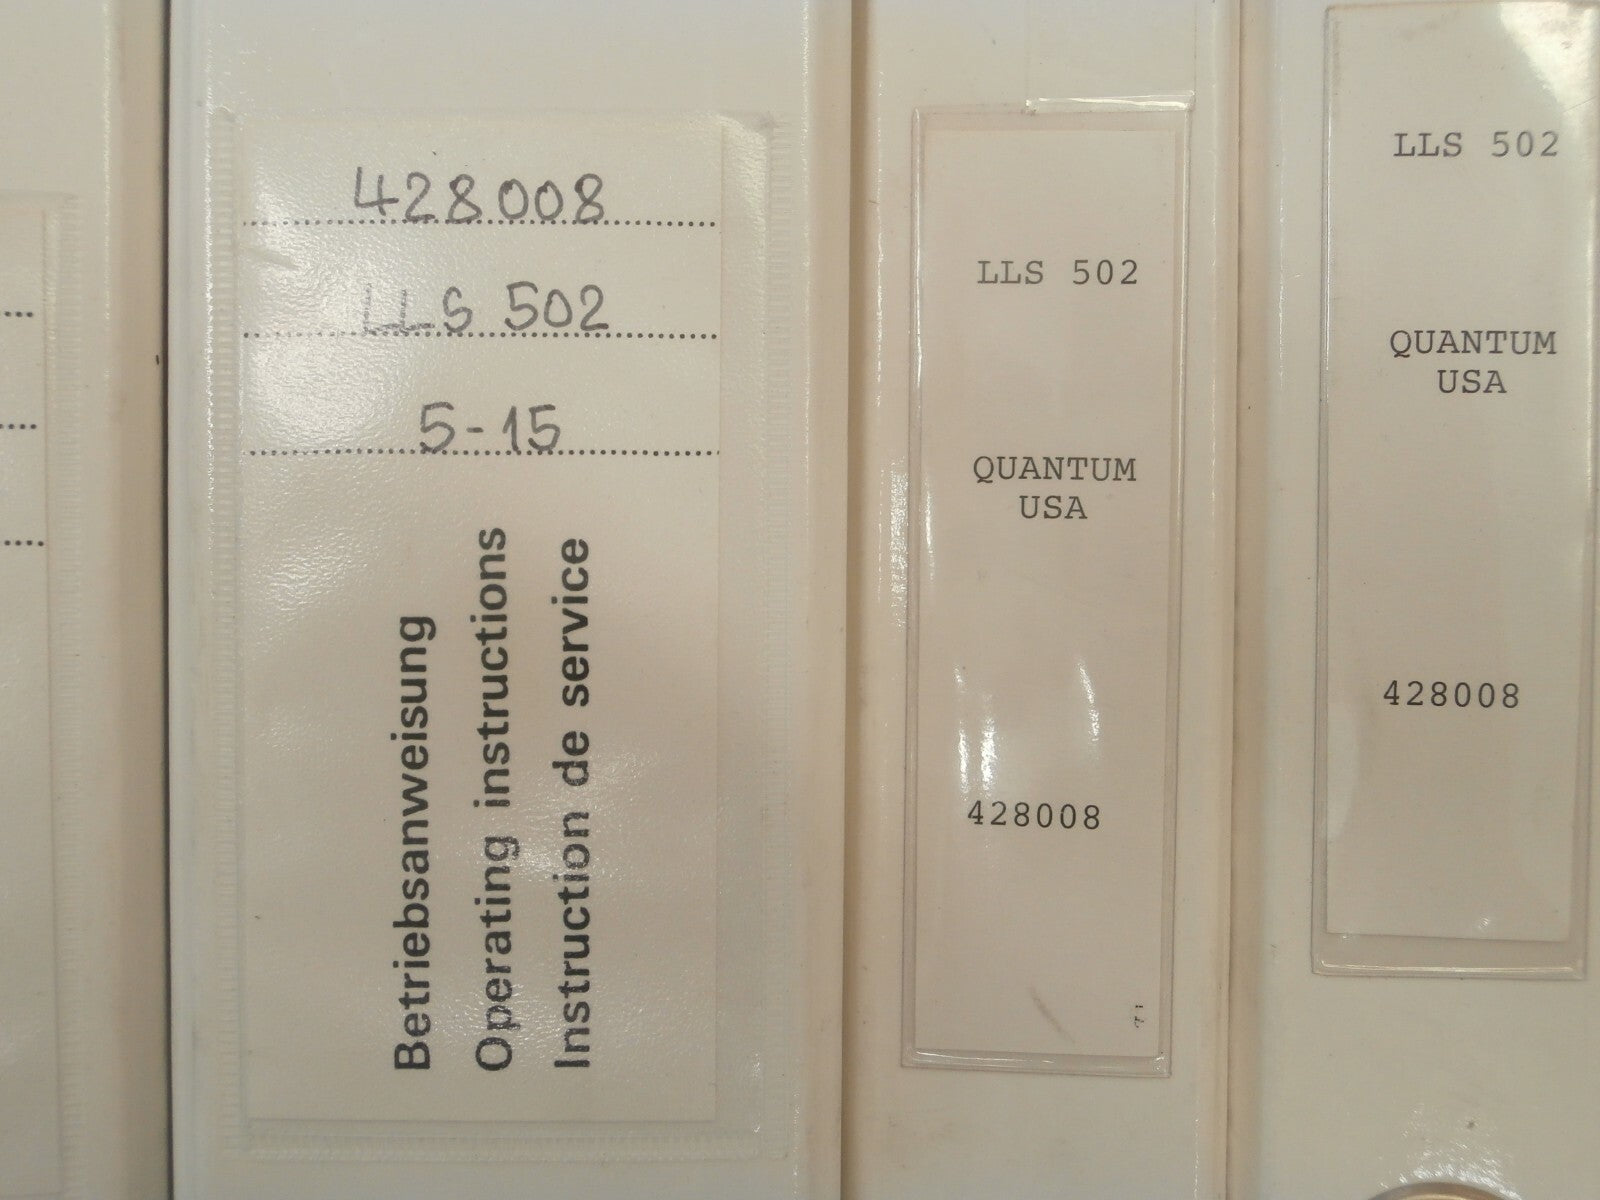 428008
LLS 502
5-15
Betriebsanweisung
Operating instructions
Instruction de service
LLS 502
QUANTUM
USA
428008
LLS 502
QUANTUM
USA
428008